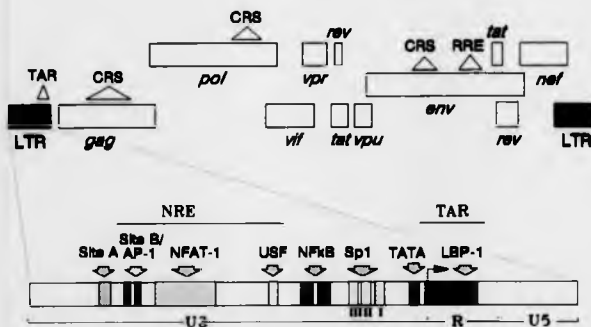 CRS rev tat
pol vpr CRS RRE nef
TAR CRS env
LTR gag vif tat vpu rev LTR
NRE TAR
Site A Site B/ AP-1 NFAT-1 USF NFkB Sp1 TATA LBP-1
U3 R U5